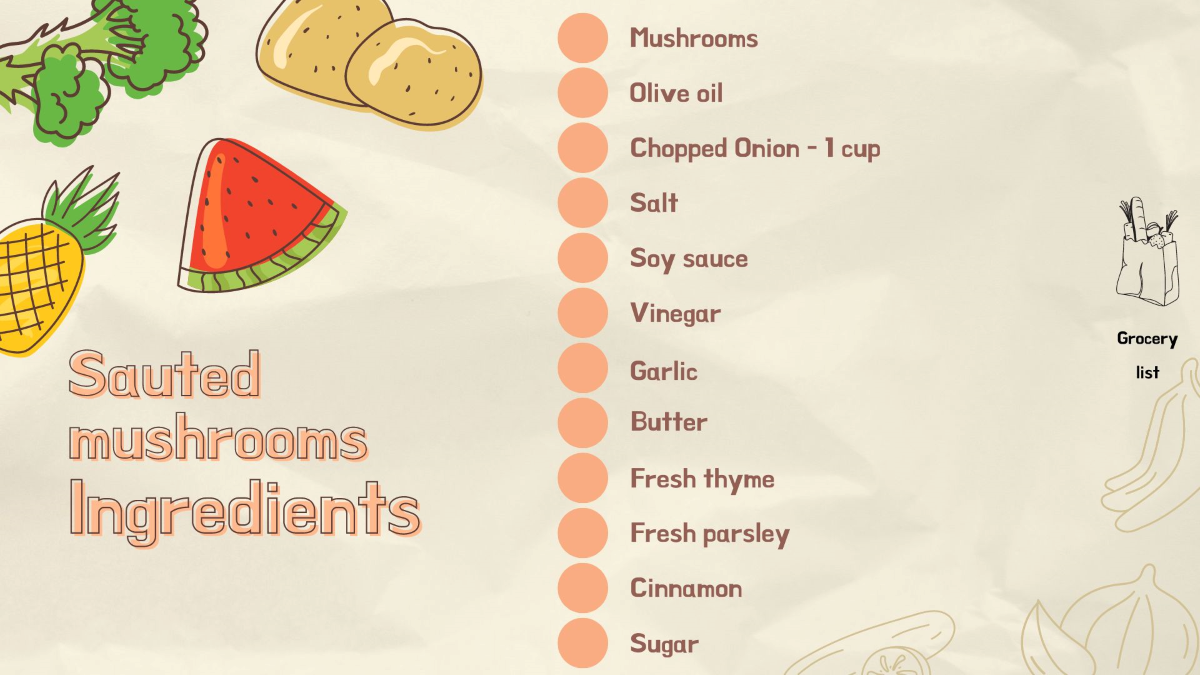 Sauted
mushrooms
Ingredients
Mushrooms
Olive oil
Chopped Onion - 1 cup
Salt
Soy sauce
Vinegar
Garlic
Butter
Fresh thyme
Fresh parsley
Cinnamon
Sugar
Grocery
list